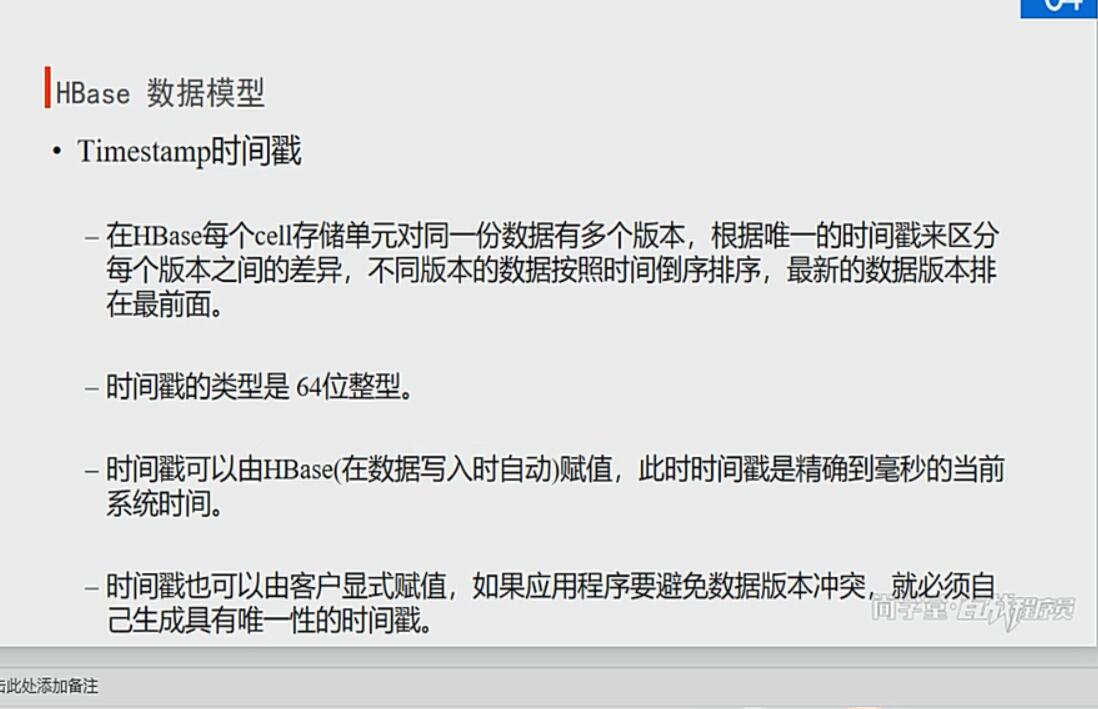 04
HBase 数据模型
• Timestamp时间戳
– 在HBase每个cell存储单元对同一份数据有多个版本，根据唯一的时间戳来区分
每个版本之间的差异，不同版本的数据按照时间倒序排序，最新的数据版本排
在最前面。
– 时间戳的类型是 64位整型。
– 时间戳可以由HBase(在数据写入时自动)赋值，此时时间戳是精确到毫秒的当前
系统时间。
– 时间戳也可以由客户显式赋值，如果应用程序要避免数据版本冲突，就必须自
己生成具有唯一性的时间戳。
尚学堂·百战程序员
击此处添加备注